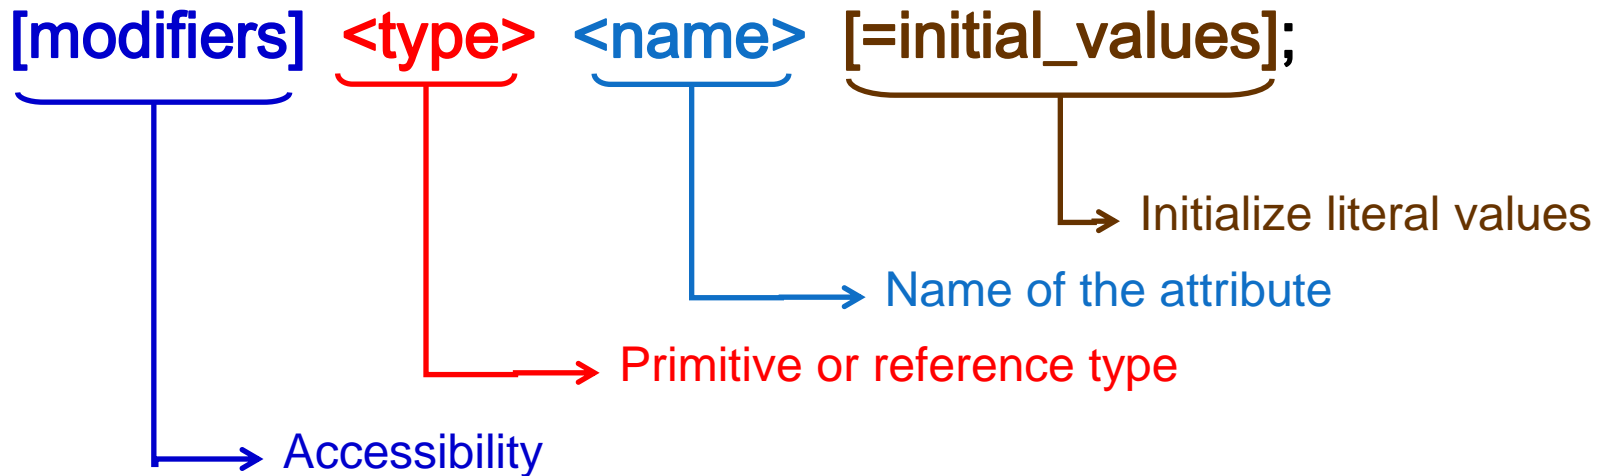 [modifiers] <type> <name> [=initial_values];
Initialize literal values
Name of the attribute
Primitive or reference type
Accessibility